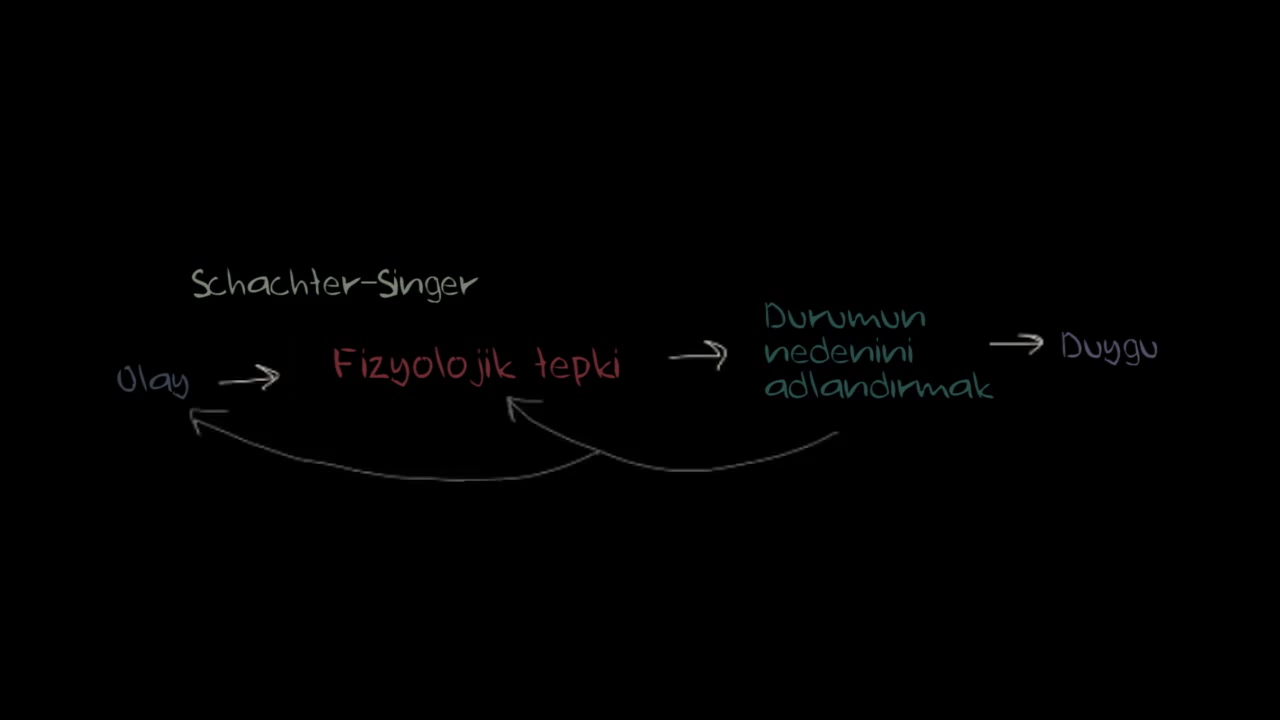 Schachter-Singer
Olay
Fizyolojik tepki
Durumun
nedenini
adlandırmak
Duygu